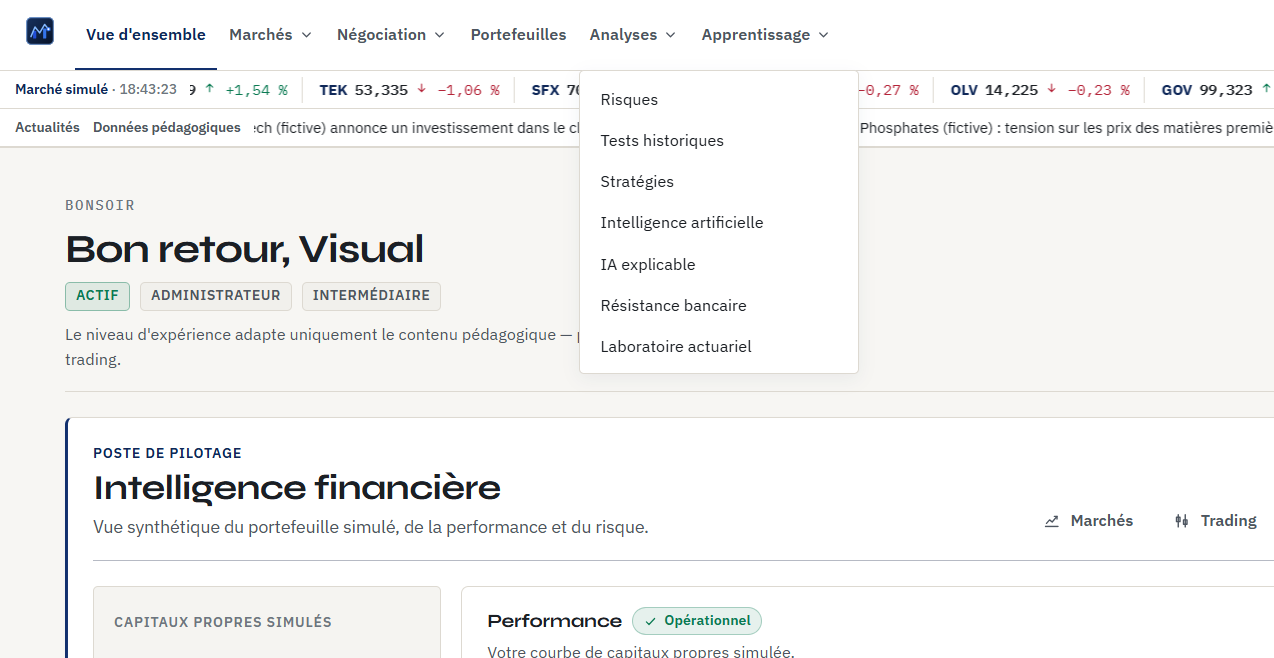 Vue d'ensemble Marchés Négociation Portefeuilles Analyses Apprentissage
Marché simulé · 18:43:23 +1,54 % TEK 53,335 −1,06 % SFX −0,27 % OLV 14,225 −0,23 % GOV 99,323
Actualités Données pédagogiques (fictive) annonce un investissement dans le Phosphates (fictive) : tension sur les prix des matières
Risques
Tests historiques
Stratégies
Intelligence artificielle
IA explicable
Résistance bancaire
Laboratoire actuariel
BONSOIR
Bon retour, Visual
ACTIF ADMINISTRATEUR INTERMÉDIAIRE
Le niveau d'expérience adapte uniquement le contenu pédagogique —
trading.
POSTE DE PILOTAGE
Intelligence financière
Vue synthétique du portefeuille simulé, de la performance et du risque.
Marchés Trading
CAPITAUX PROPRES SIMULÉS
Performance Opérationnel
Votre courbe de capitaux propres simulée.